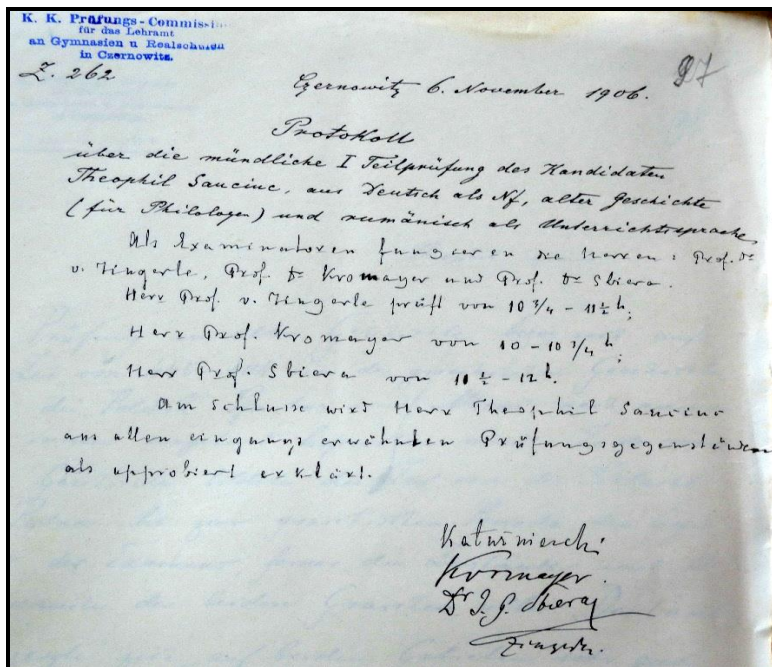 K. K. Prüfungs-Commission
für das Lehramt
an Gymnasien u Realschulen
in Czernowitz.
Z. 262
97
Czernowitz 6. November 1906.
Protokoll
über die mündliche I Teilprüfung des Kandidaten
Theophil Sauciuc, aus Deutsch als Nf, alter Geschichte
(für Philologen) und rumänisch als Unterrichtssprache
Als Examinatoren fungieren die Herren: Prof. Dr
v. Zingerle, Prof. Dr Kromayer und Prof. Dr Sbiera.
Herr Prof. v. Zingerle prüft von 10 3/4 - 11 1/2 h;
Herr Prof. Kromayer von 10 - 10 3/4 h;
Herr Prof. Sbiera von 11 1/2 - 12 h.
Am Schlusse wird Herr Theophil Sauciuc
aus allen eingangs erwähnten Prüfungsgegenständen
als approbiert erklärt.
Kromayer.
Dr I. G. Sbiera
Zingerle.